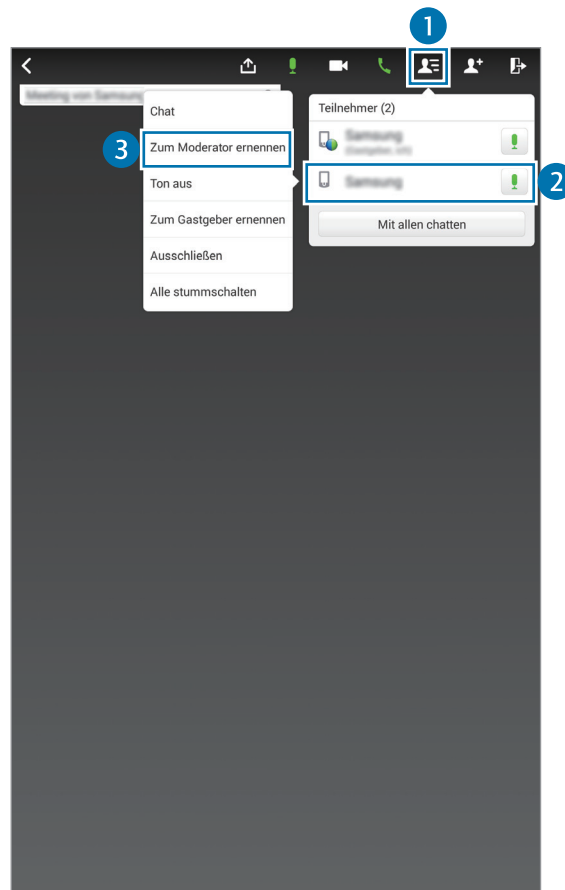 1
Meeting von Samsung
Teilnehmer (2)
Samsung
Samsung
2
Mit allen chatten
Chat
3
Zum Moderator ernennen
Ton aus
Zum Gastgeber ernennen
Ausschließen
Alle stummschalten